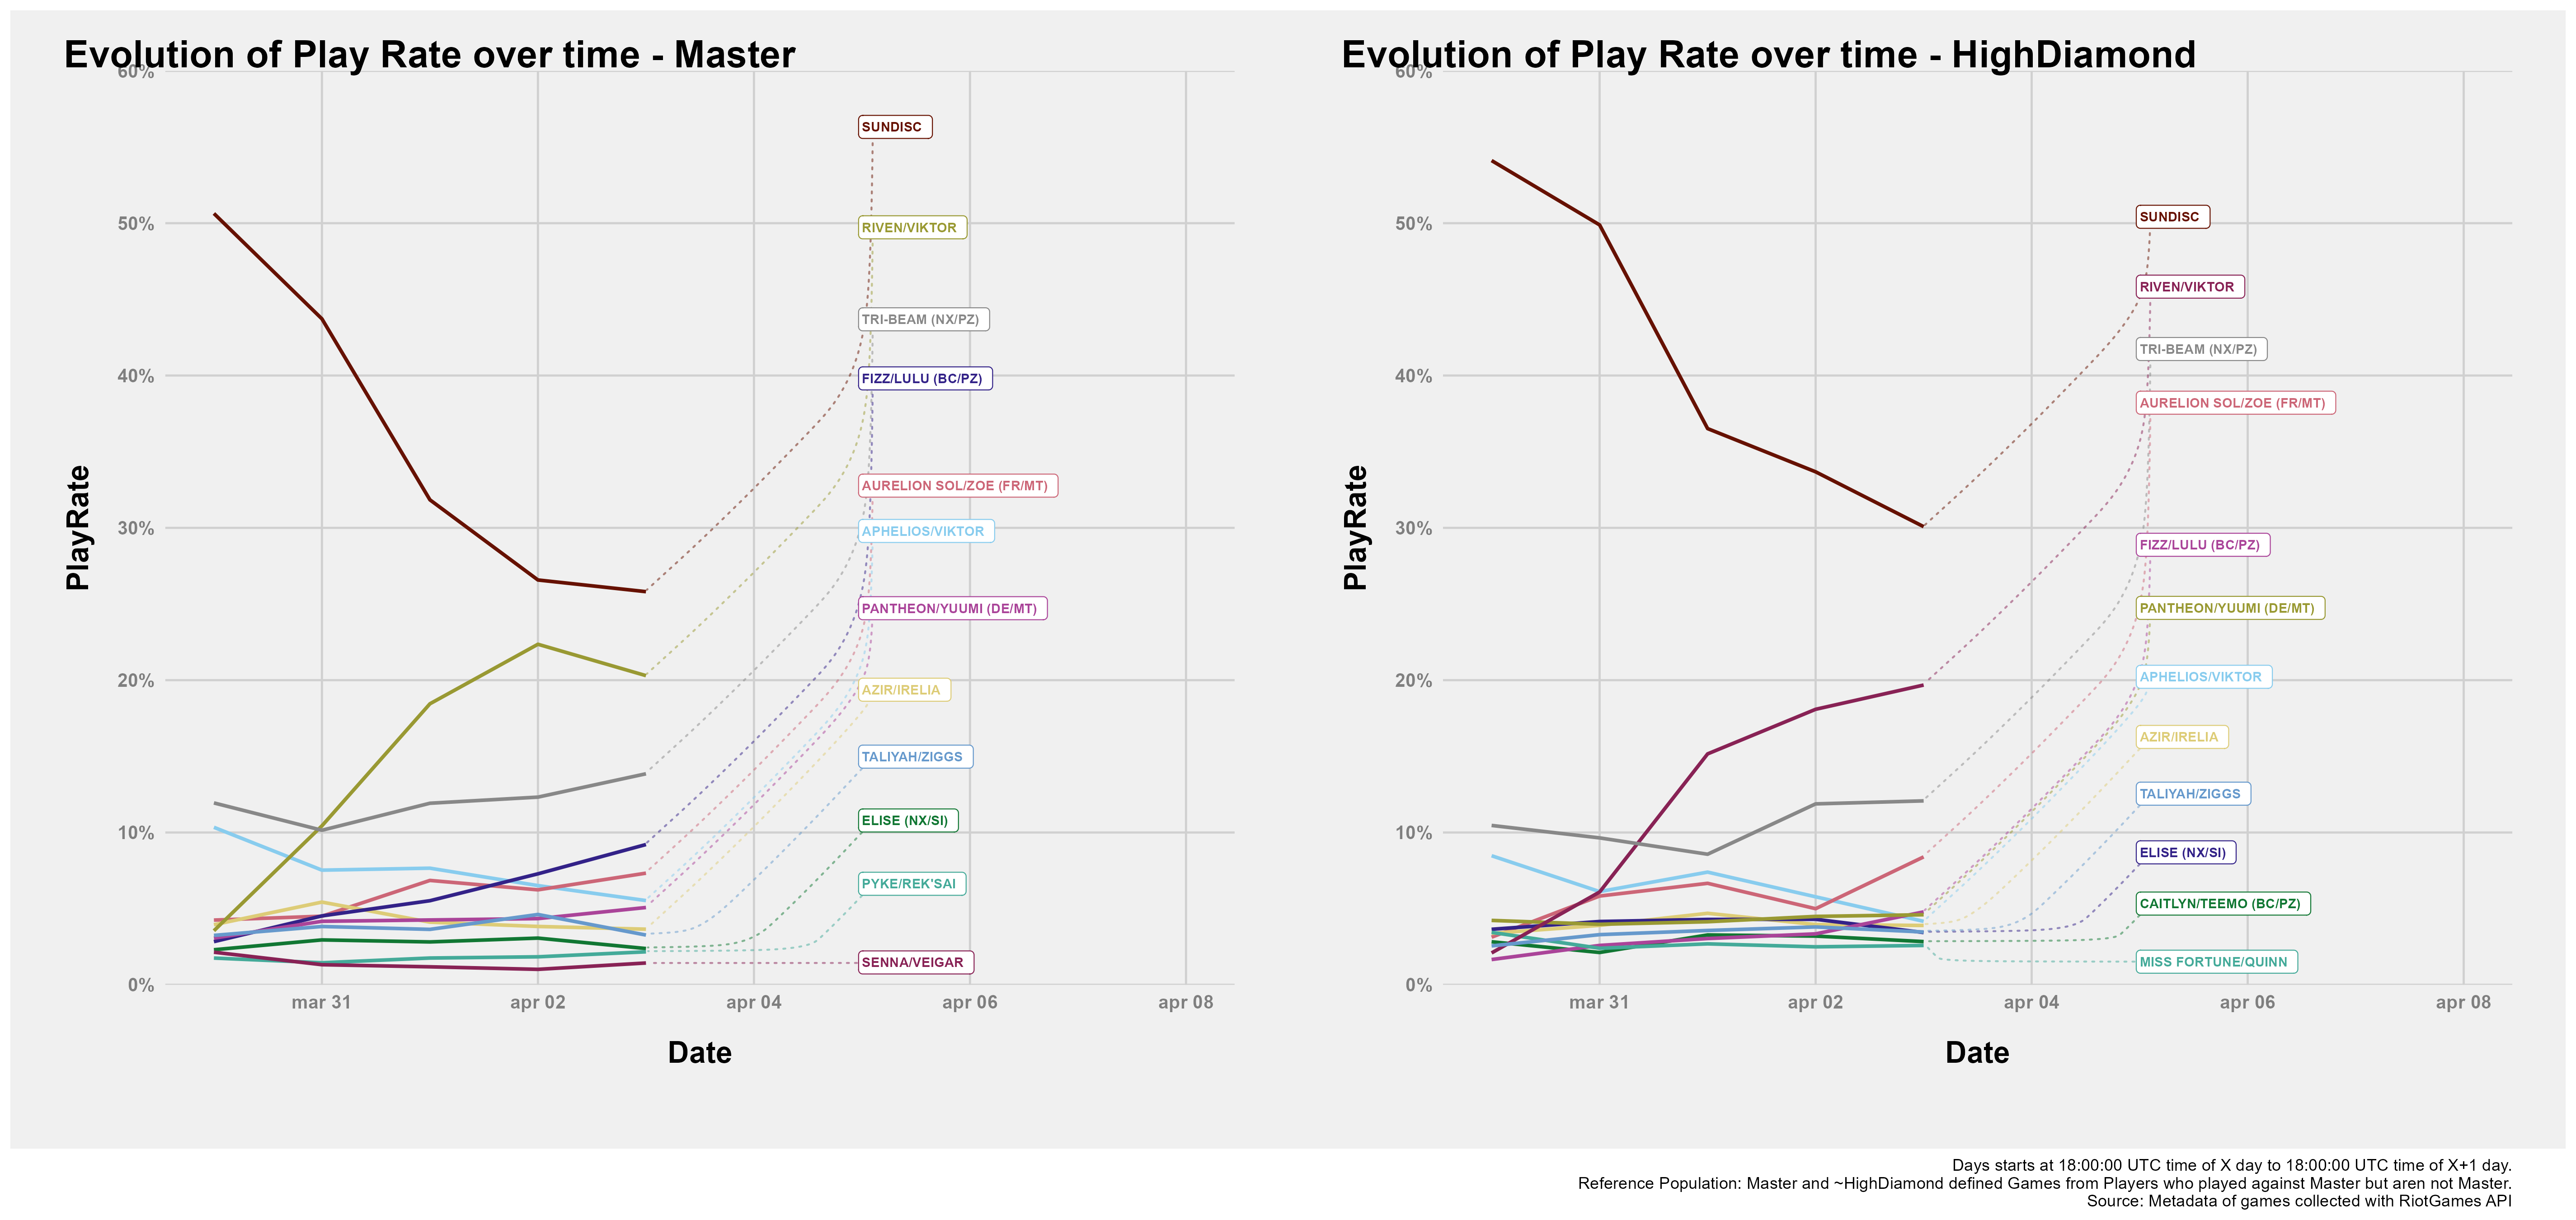 Evolution of Play Rate over time - Master
60%
50%
40%
30%
20%
10%
0%
PlayRate
SUNDISC
RIVEN/VIKTOR
TRI-BEAM (NX/PZ)
FIZZ/LULU (BC/PZ)
AURELION SOL/ZOE (FR/MT)
APHELIOS/VIKTOR
PANTHEON/YUUMI (DE/MT)
AZIR/IRELIA
TALIYAH/ZIGGS
ELISE (NX/SI)
PYKE/REK'SAI
SENNA/VEIGAR
mar 31 apr 02 apr 04 apr 06 apr 08
Date
Evolution of Play Rate over time - HighDiamond
60%
50%
40%
30%
20%
10%
0%
PlayRate
SUNDISC
RIVEN/VIKTOR
TRI-BEAM (NX/PZ)
AURELION SOL/ZOE (FR/MT)
FIZZ/LULU (BC/PZ)
PANTHEON/YUUMI (DE/MT)
APHELIOS/VIKTOR
AZIR/IRELIA
TALIYAH/ZIGGS
ELISE (NX/SI)
CAITLYN/TEEMO (BC/PZ)
MISS FORTUNE/QUINN
mar 31 apr 02 apr 04 apr 06 apr 08
Date
Days starts at 18:00:00 UTC time of X day to 18:00:00 UTC time of X+1 day.
Reference Population: Master and ~HighDiamond defined Games from Players who played against Master but aren not Master.
Source: Metadata of games collected with RiotGames API